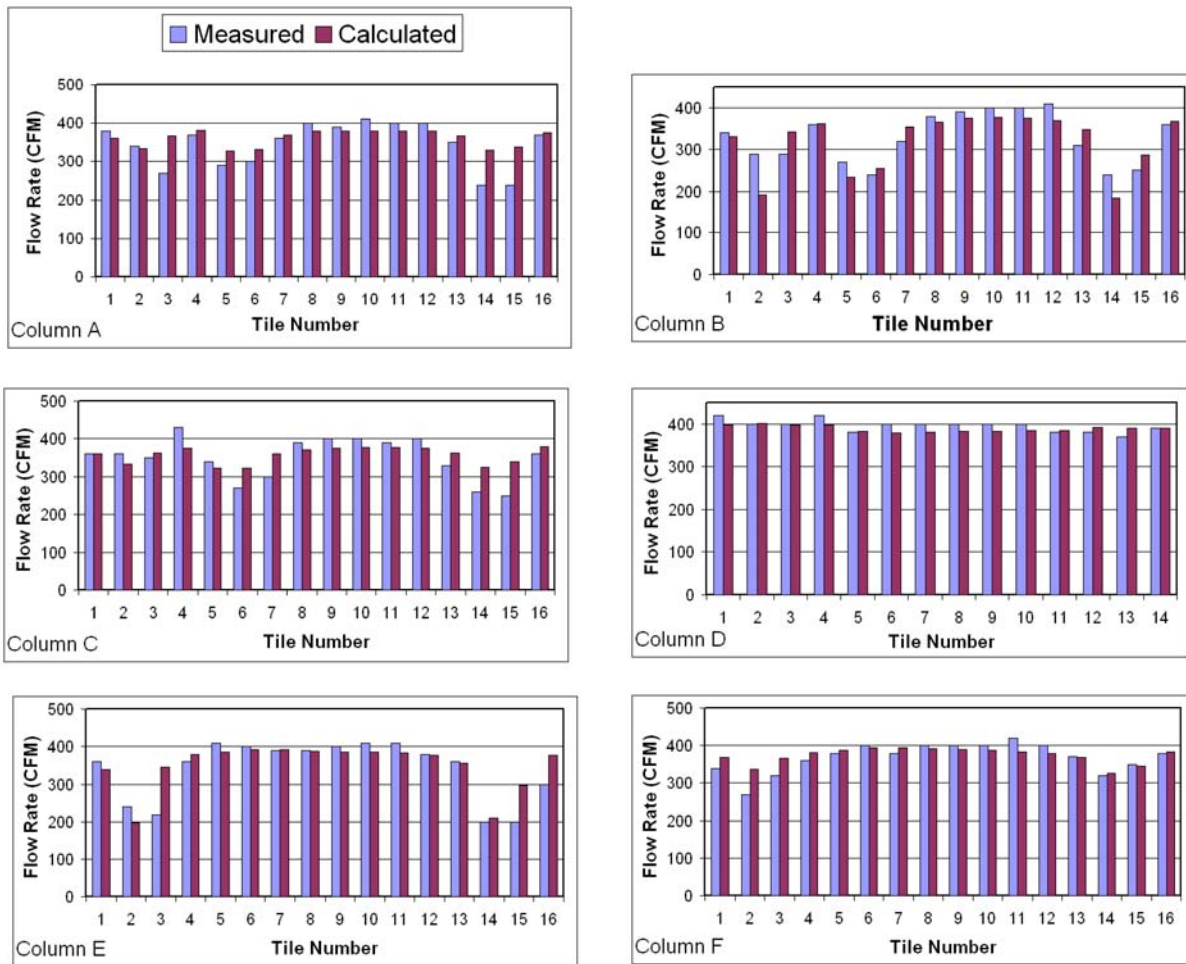 Measured Calculated
Flow Rate (CFM)
500
400
300
200
100
0
1 2 3 4 5 6 7 8 9 10 11 12 13 14 15 16
Column A
Tile Number
Flow Rate (CFM)
400
300
200
100
0
1 2 3 4 5 6 7 8 9 10 11 12 13 14 15 16
Column B
Tile Number
Flow Rate (CFM)
500
400
300
200
100
0
1 2 3 4 5 6 7 8 9 10 11 12 13 14 15 16
Column C
Tile Number
Flow Rate (CFM)
400
300
200
100
0
1 2 3 4 5 6 7 8 9 10 11 12 13 14
Column D
Tile Number
Flow Rate (CFM)
500
400
300
200
100
0
1 2 3 4 5 6 7 8 9 10 11 12 13 14 15 16
Column E
Tile Number
Flow Rate (CFM)
500
400
300
200
100
0
1 2 3 4 5 6 7 8 9 10 11 12 13 14 15 16
Column F
Tile Number